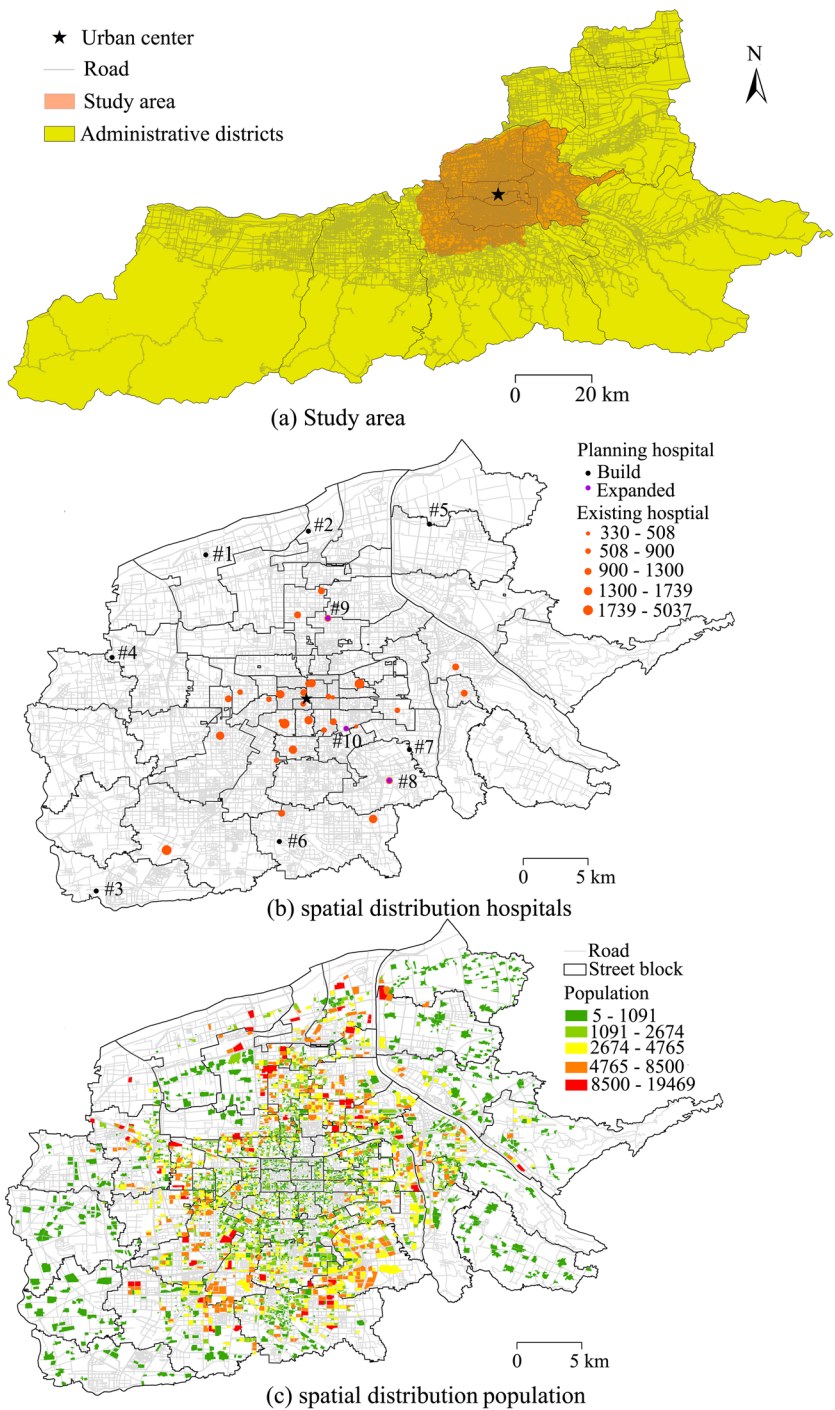 Urban center
Road
Study area
Administrative districts
N
0 20 km
(a) Study area
Planning hospital
Build
Expanded
Existing hosptial
330 - 508
508 - 900
900 - 1300
1300 - 1739
1739 - 5037
#5
#2
#1
#9
#4
#10
#7
#8
#6
#3
0 5 km
(b) spatial distribution hospitals
Road
Street block
Population
5 - 1091
1091 - 2674
2674 - 4765
4765 - 8500
8500 - 19469
0 5 km
(c) spatial distribution population